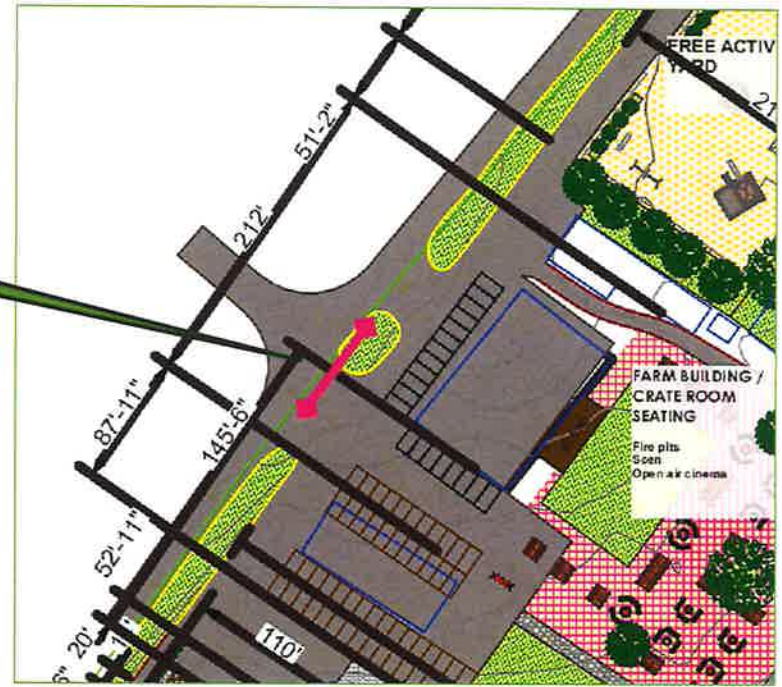 FREE ACTIV
YARD
51'-2"
21
212'
87'-11"
145'-6"
52'-11"
20'
110'
6"
FARM BUILDING /
CRATE ROOM
SEATING
Fire pits
Open air cinema